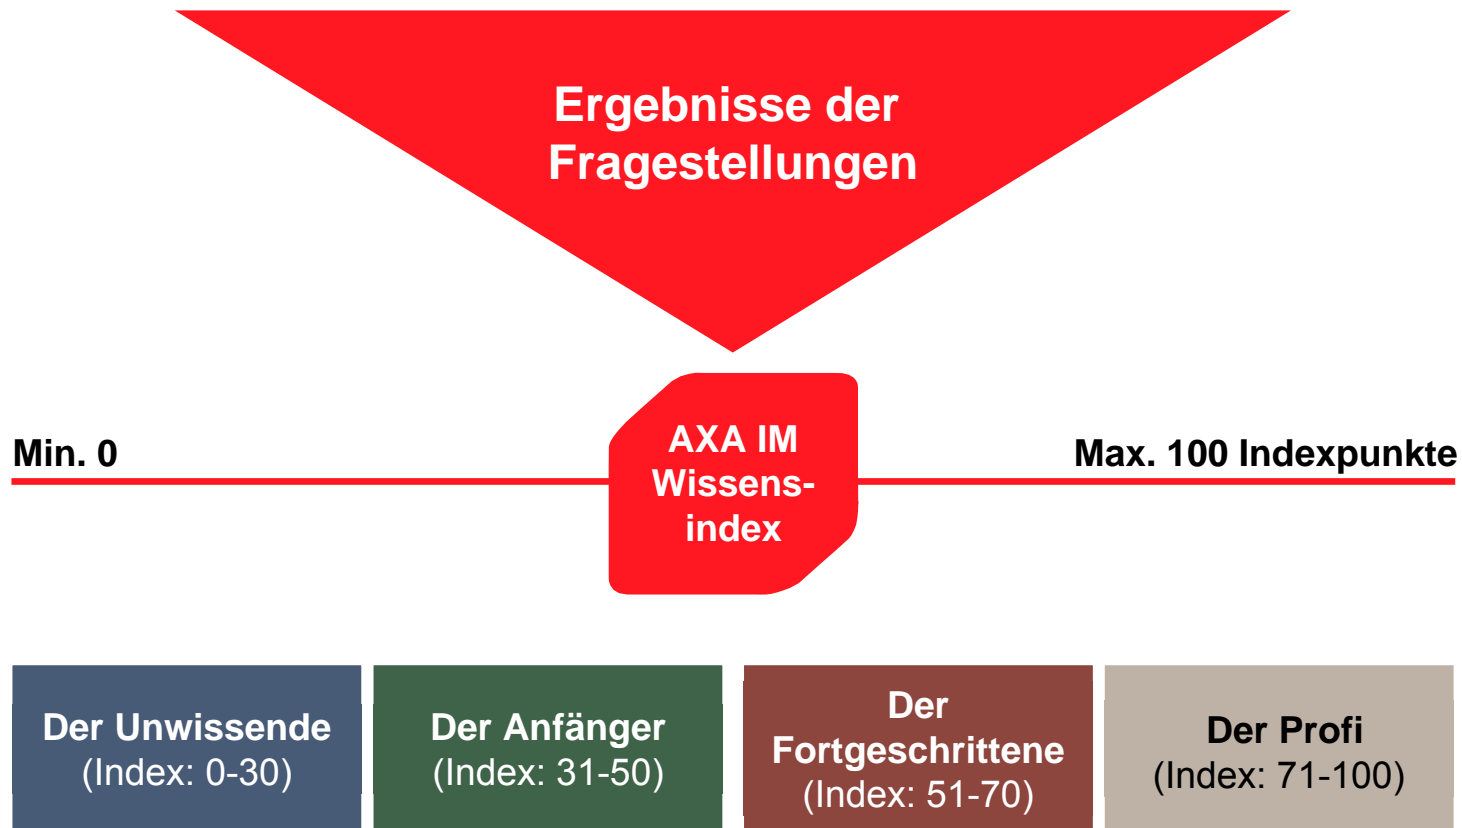 Ergebnisse der
Fragestellungen
Min. 0
AXA IM
Wissens-
index
Max. 100 Indexpunkte
Der Unwissende
(Index: 0-30)
Der Anfänger
(Index: 31-50)
Der
Fortgeschrittene
(Index: 51-70)
Der Profi
(Index: 71-100)